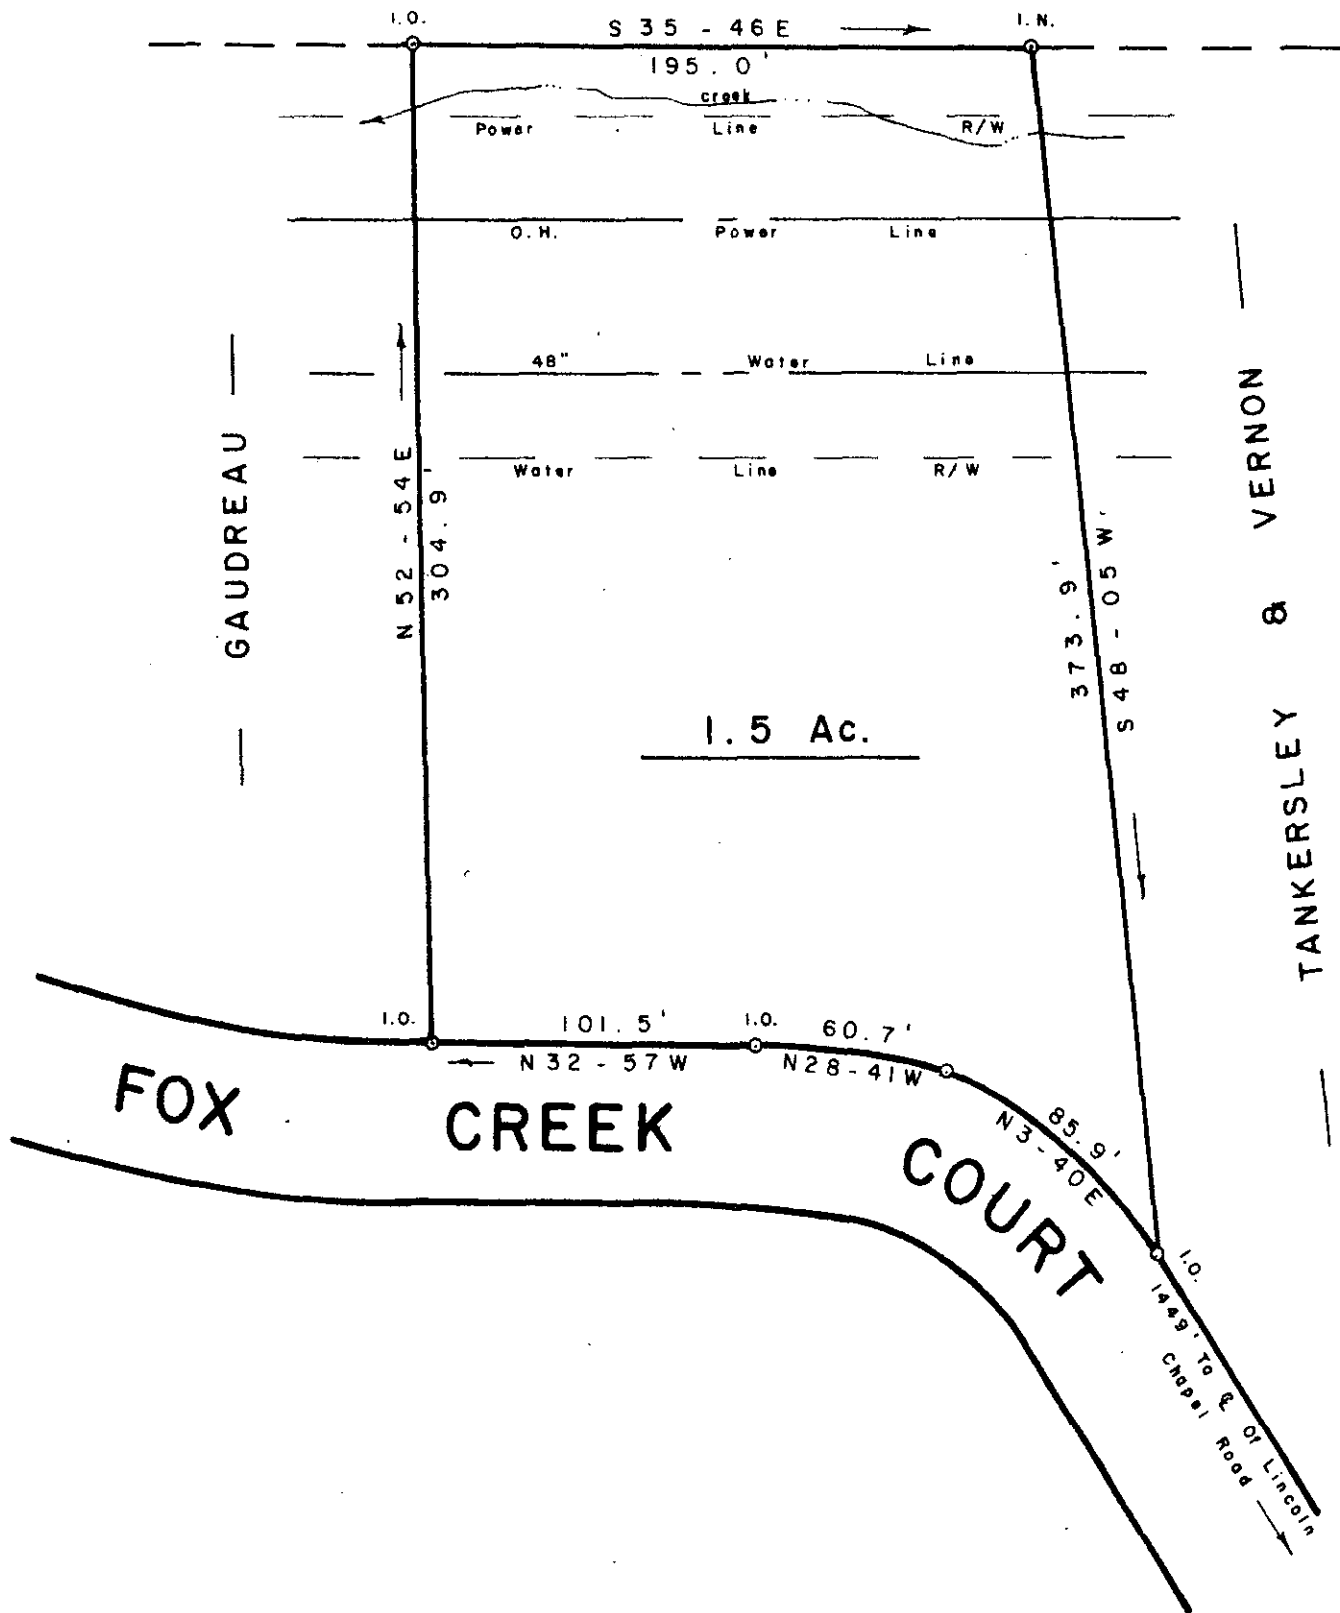 I.O.
S 35 - 46 E
I.N.
195.0'
creek
Power Line R/W
O.H. Power Line
48" Water Line
Water Line R/W
GAUDREAU
N 52 - 54 E
304.9'
373.9'
S 48 - 05 W
TANKERSLEY & VERNON
1.5 Ac.
I.O.
101.5'
I.O.
60.7'
N 32 - 57 W
N 28 - 41 W
85.9'
N 3 - 40 E
I.O.
FOX CREEK COURT
1449' To ℄ Of Lincoln
Chapel Road